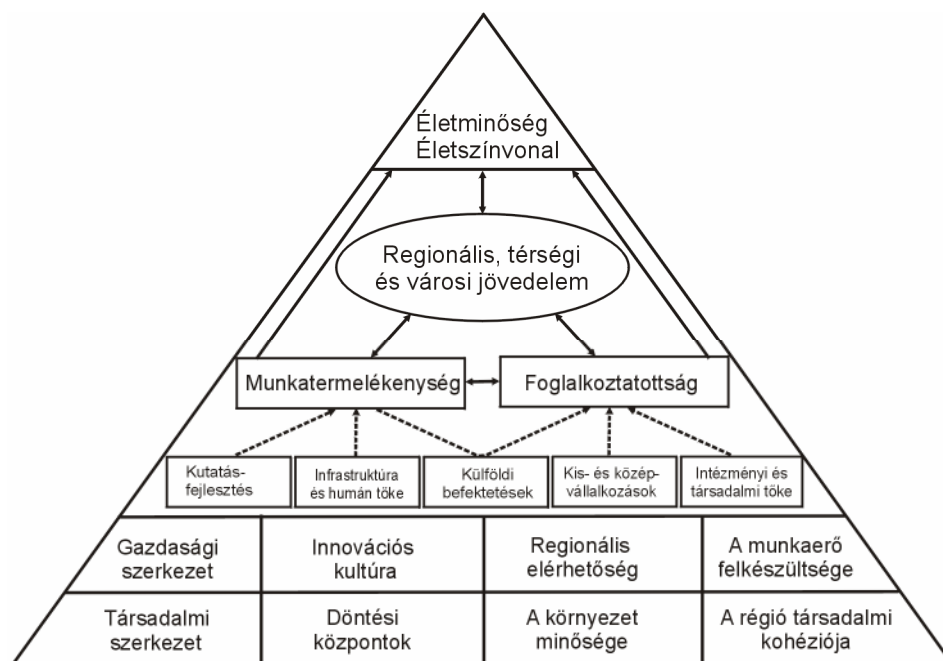 Életminőség
Életszínvonal
Regionális, térségi
és városi jövedelem
Munkatermelékenység
Foglalkoztatottság
Kutatás-
fejlesztés
Infrastruktúra
és humán tőke
Külföldi
befektetések
Kis- és közép-
vállalkozások
Intézményi és
társadalmi tőke
Gazdasági
szerkezet
Innovációs
kultúra
Regionális
elérhetőség
A munkaerő
felkészültsége
Társadalmi
szerkezet
Döntési
központok
A környezet
minősége
A régió társadalmi
kohéziója